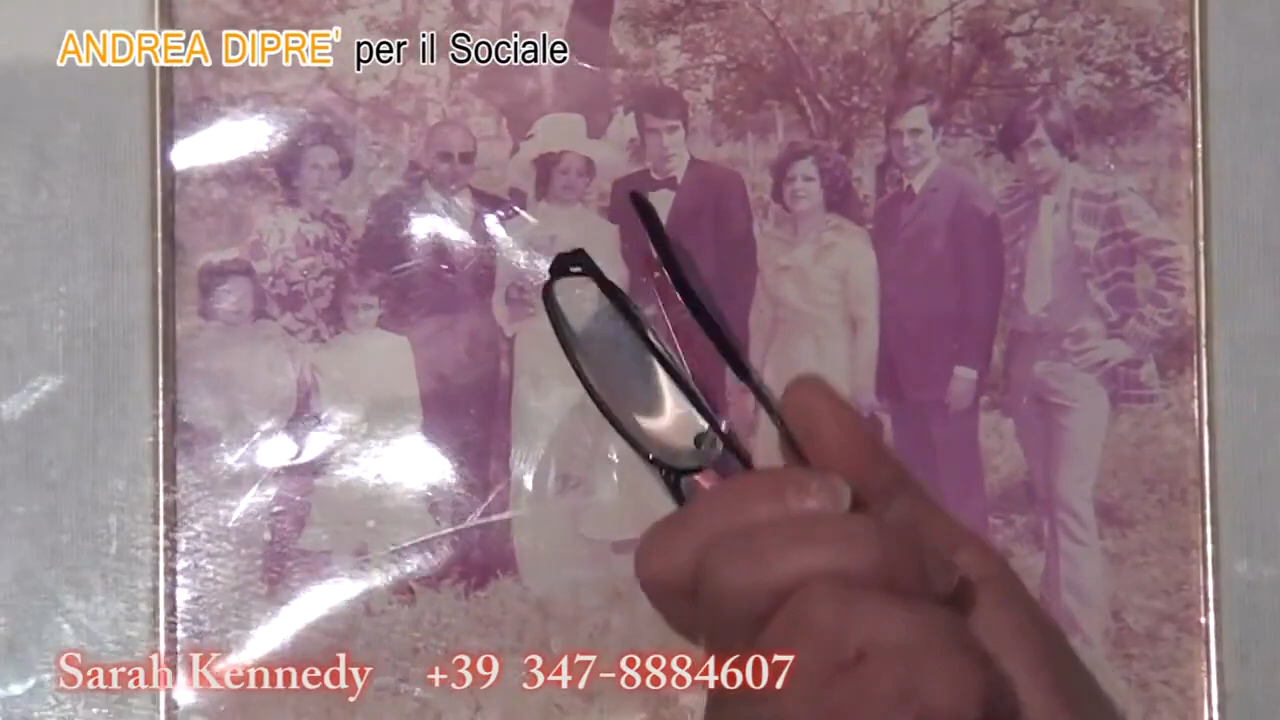 ANDREA DIPRE' per il Sociale
Sarah Kennedy +39 347-8884607